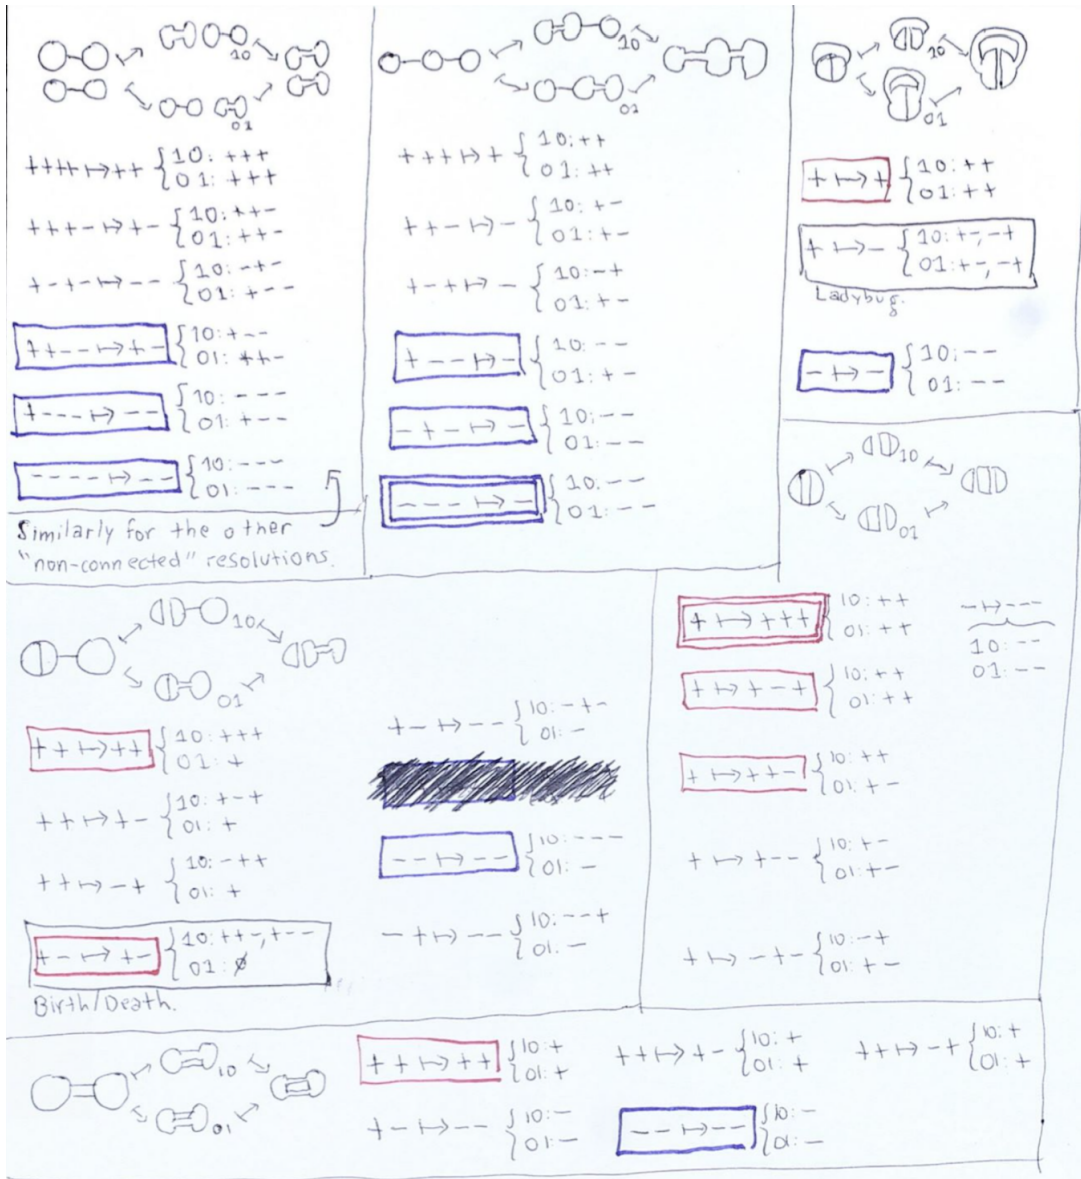 10
01
++++ ↦ ++ { 10: +++
01: +++
+++- ↦ +- { 10: ++-
01: ++-
+-+- ↦ -- { 10: -+-
01: +--
++-- ↦ +- { 10: +--
01: ++-
+--- ↦ -- { 10: ---
01: +--
---- ↦ -- { 10: ---
01: ---
Similarly for the other
"non-connected" resolutions.
10
01
+++ ↦ + { 10: ++
01: ++
++- ↦ - { 10: +-
01: +-
+-+ ↦ - { 10: -+
01: +-
+-- ↦ - { 10: --
01: +-
-+- ↦ - { 10: --
01: --
--- ↦ - { 10: --
01: --
10
01
+ ↦ + { 10: ++
01: ++
+ ↦ - { 10: +-, -+
01: +-, -+
Ladybug.
- ↦ - { 10: --
01: --
10
01
++ ↦ ++ { 10: +++
01: +
++ ↦ +- { 10: +-+
01: +
++ ↦ -+ { 10: -++
01: +
+- ↦ +- { 10: ++-, +--
01: ∅
Birth/Death.
+- ↦ -- { 10: -+-
01: -
-- ↦ -- { 10: ---
01: -
-+ ↦ -- { 10: --+
01: -
10
01
+ ↦ +++ { 10: ++
01: ++
+ ↦ +-+ { 10: ++
01: ++
+ ↦ ++- { 10: ++
01: +-
+ ↦ +-- { 10: +-
01: +-
+ ↦ -+- { 10: -+
01: +-
- ↦ ---
10: --
01: --
10
01
++ ↦ ++ { 10: +
01: +
++ ↦ +- { 10: +
01: +
++ ↦ -+ { 10: +
01: +
+- ↦ -- { 10: -
01: -
-- ↦ -- { 10: -
01: -